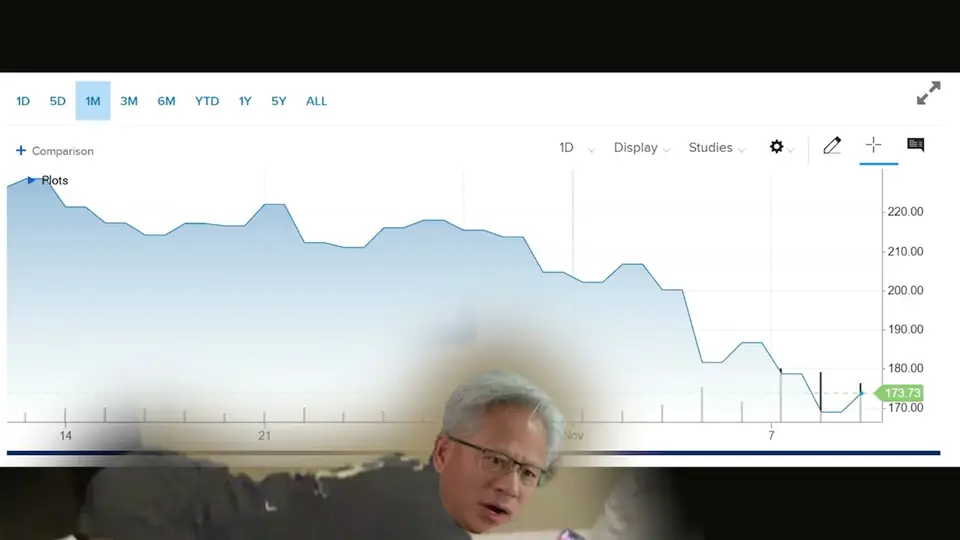 1D 5D 1M 3M 6M YTD 1Y 5Y ALL
+ Comparison 1D Display Studies
Plots
220.00
210.00
200.00
190.00
180.00
173.73
170.00
14 21 Nov 7